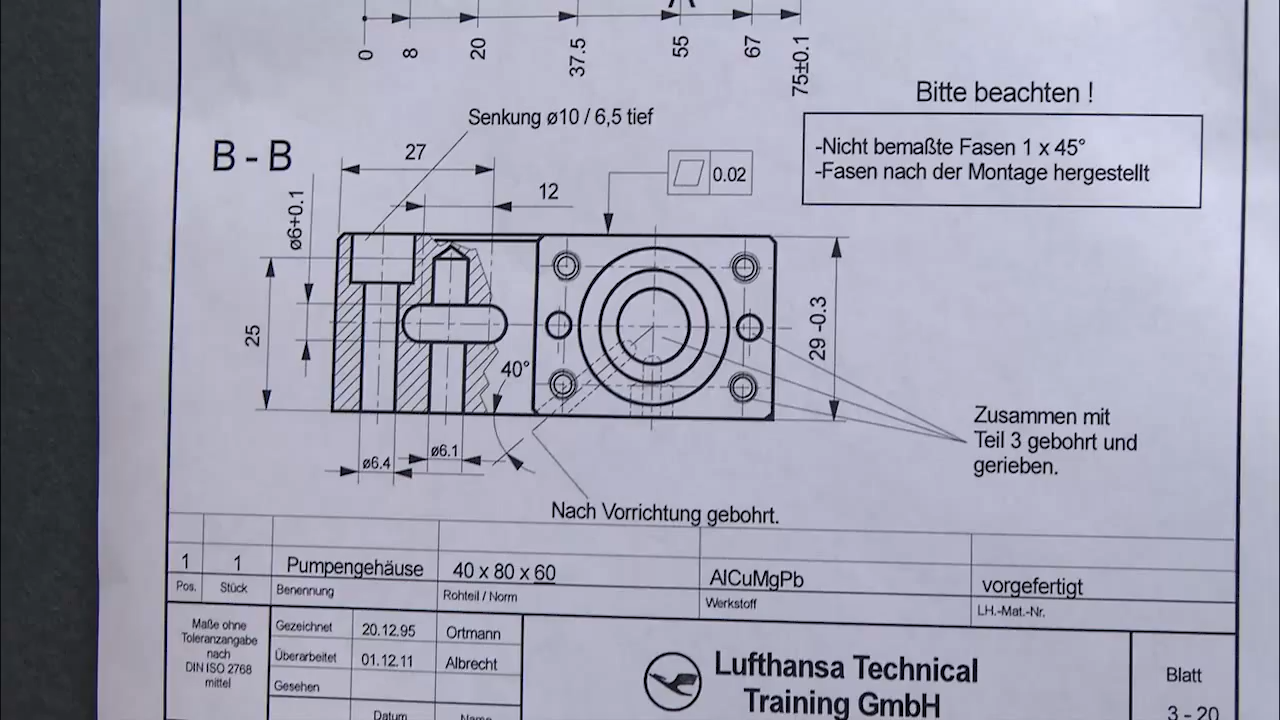 A
0
8
20
37.5
55
67
75±0.1
Bitte beachten !
-Nicht bemaßte Fasen 1 x 45°
-Fasen nach der Montage hergestellt
Senkung ø10 / 6,5 tief
B - B
27
12
0.02
ø6+0.1
25
40°
29 -0.3
ø6.4
ø6.1
Zusammen mit
Teil 3 gebohrt und
gerieben.
Nach Vorrichtung gebohrt.
1 1 Pumpengehäuse 40 x 80 x 60 AlCuMgPb vorgefertigt
Pos. Stück Benennung Rohteil / Norm Werkstoff LH.-Mat.-Nr.
Maße ohne
Toleranzangabe
nach
DIN ISO 2768
mittel
Gezeichnet 20.12.95 Ortmann
Überarbeitet 01.12.11 Albrecht
Gesehen
Datum Name
Lufthansa Technical
Training GmbH
Blatt
3 - 20